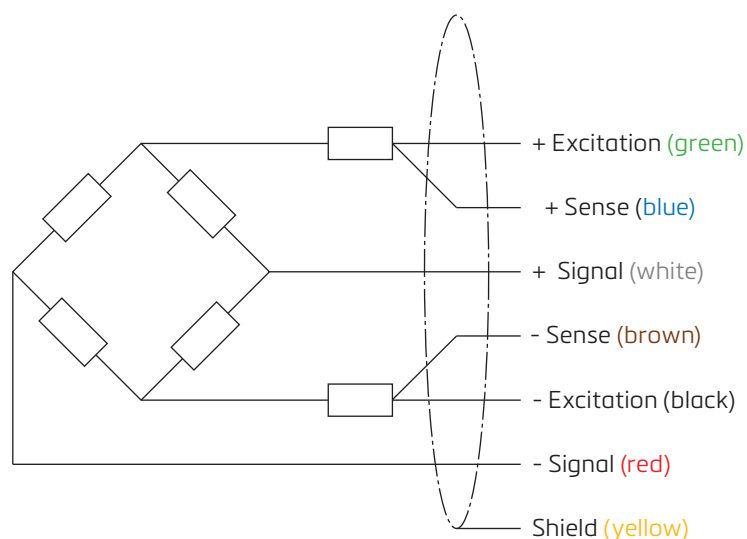 + Excitation (green)
+ Sense (blue)
+ Signal (white)
- Sense (brown)
- Excitation (black)
- Signal (red)
Shield (yellow)